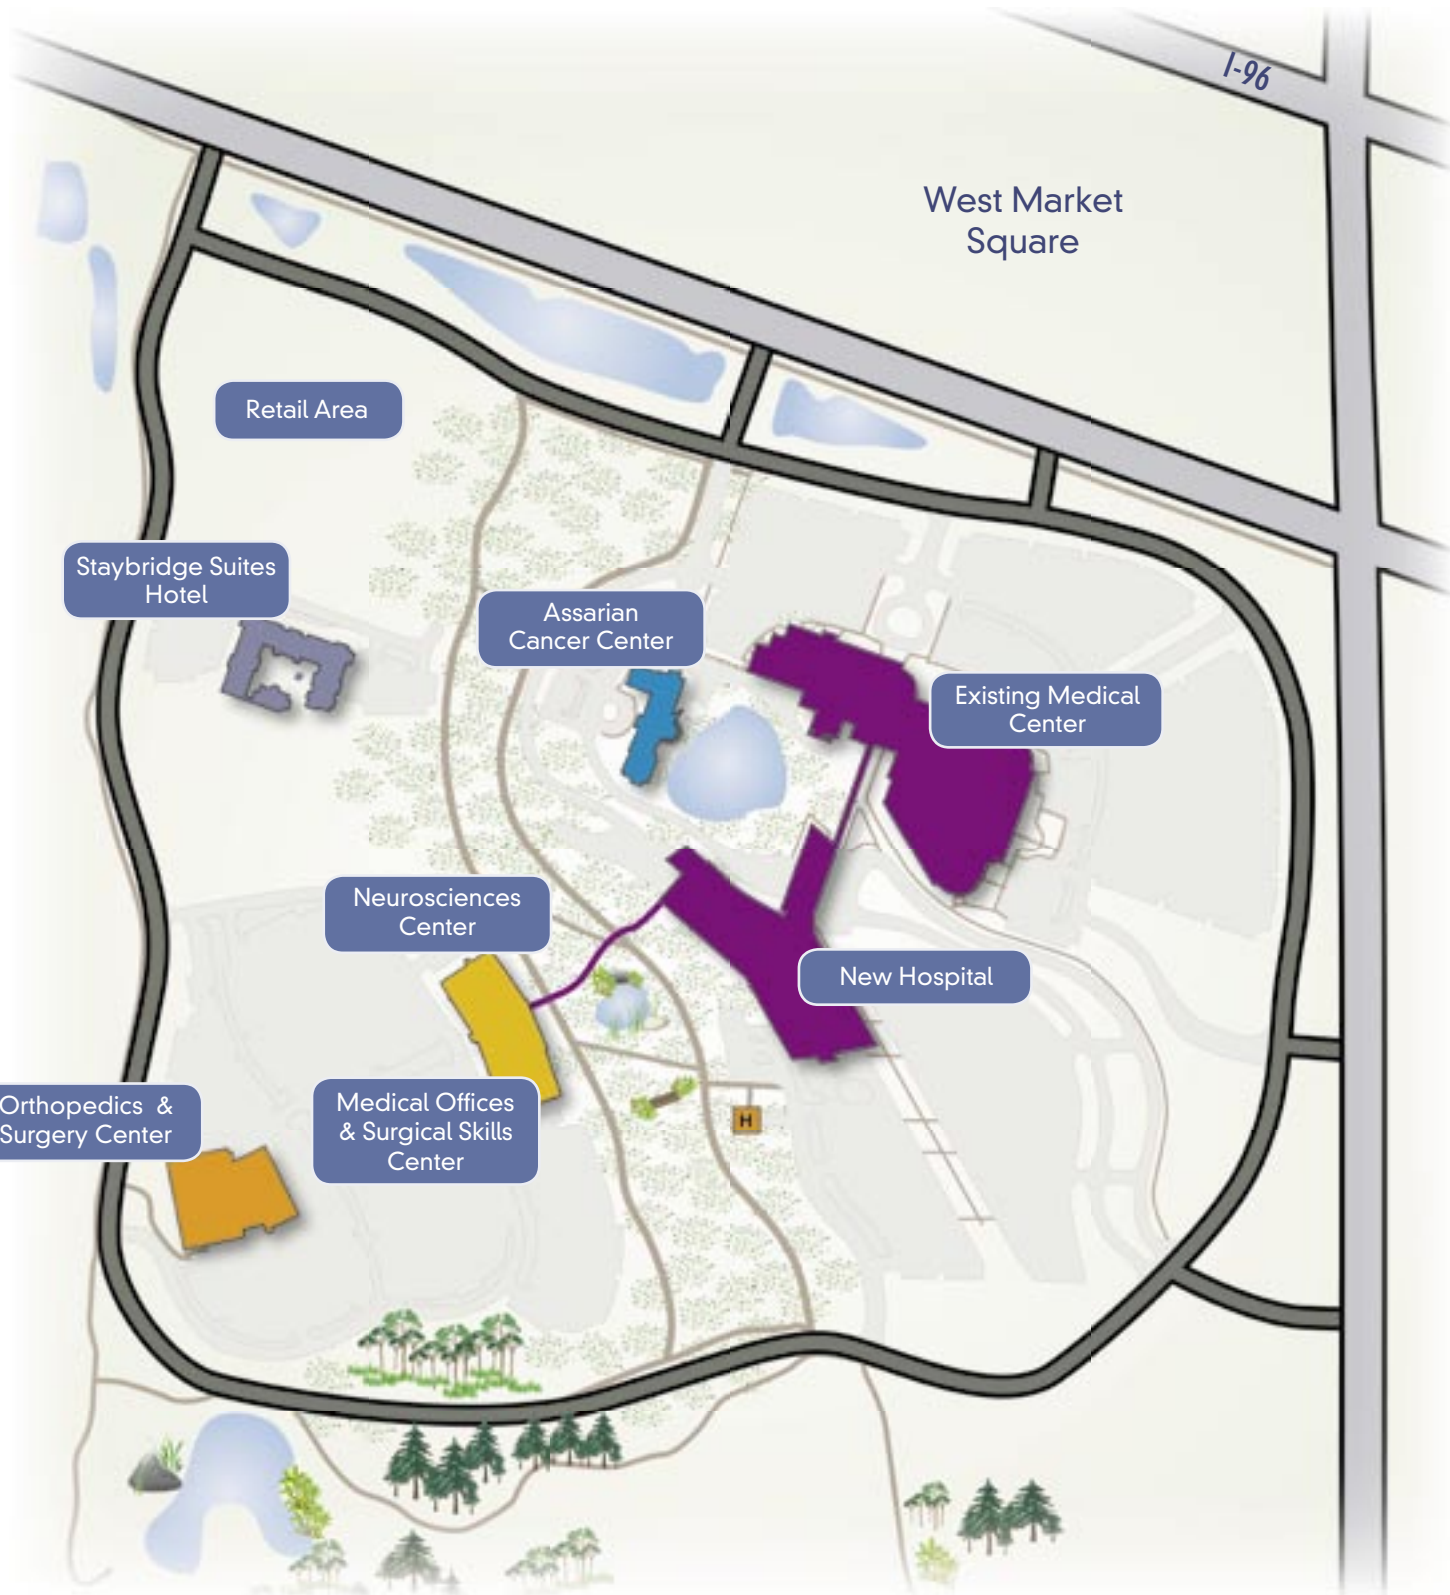 I-96
West Market
Square
Retail Area
Staybridge Suites
Hotel
Assarian
Cancer Center
Existing Medical
Center
Neurosciences
Center
New Hospital
Orthopedics &
Surgery Center
Medical Offices
& Surgical Skills
Center
H